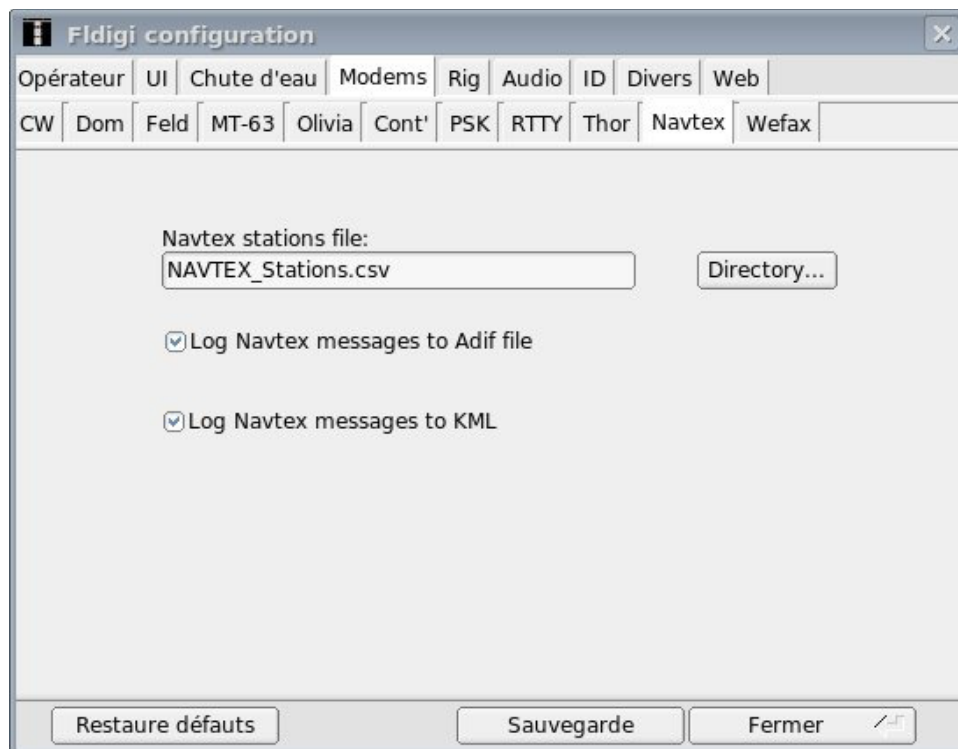 Fldigi configuration
Opérateur UI Chute d'eau Modems Rig Audio ID Divers Web
CW Dom Feld MT-63 Olivia Cont' PSK RTTY Thor Navtex Wefax
Navtex stations file:
NAVTEX_Stations.csv Directory...
Log Navtex messages to Adif file
Log Navtex messages to KML
Restaure défauts Sauvegarde Fermer